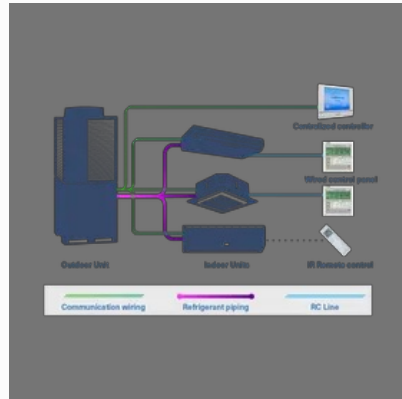 Centralized controller
Wired control panel
Outdoor Unit
Indoor Units
IR Remote control
Communication wiring
Refrigerant piping
RC Line